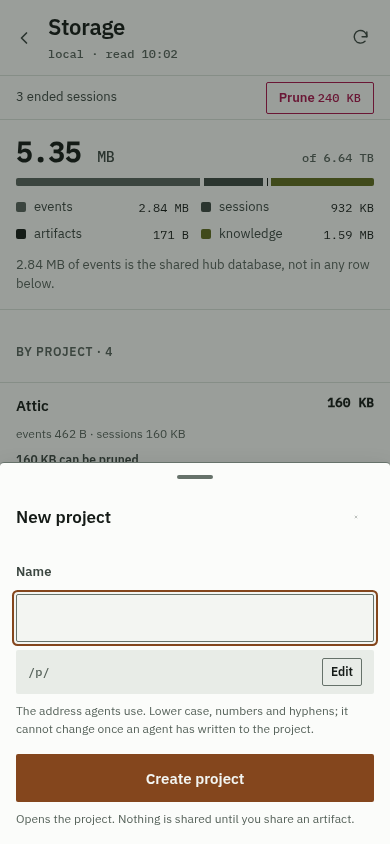 Storage
local · read 10:02
3 ended sessions
Prune 240 KB
5.35 MB
of 6.64 TB
events 2.84 MB
sessions 932 KB
artifacts 171 B
knowledge 1.59 MB
2.84 MB of events is the shared hub database, not in any row
below.
BY PROJECT · 4
Attic
160 KB
events 462 B · sessions 160 KB
160 KB can be pruned
New project
Name
/p/
Edit
The address agents use. Lower case, numbers and hyphens; it
cannot change once an agent has written to the project.
Create project
Opens the project. Nothing is shared until you share an artifact.